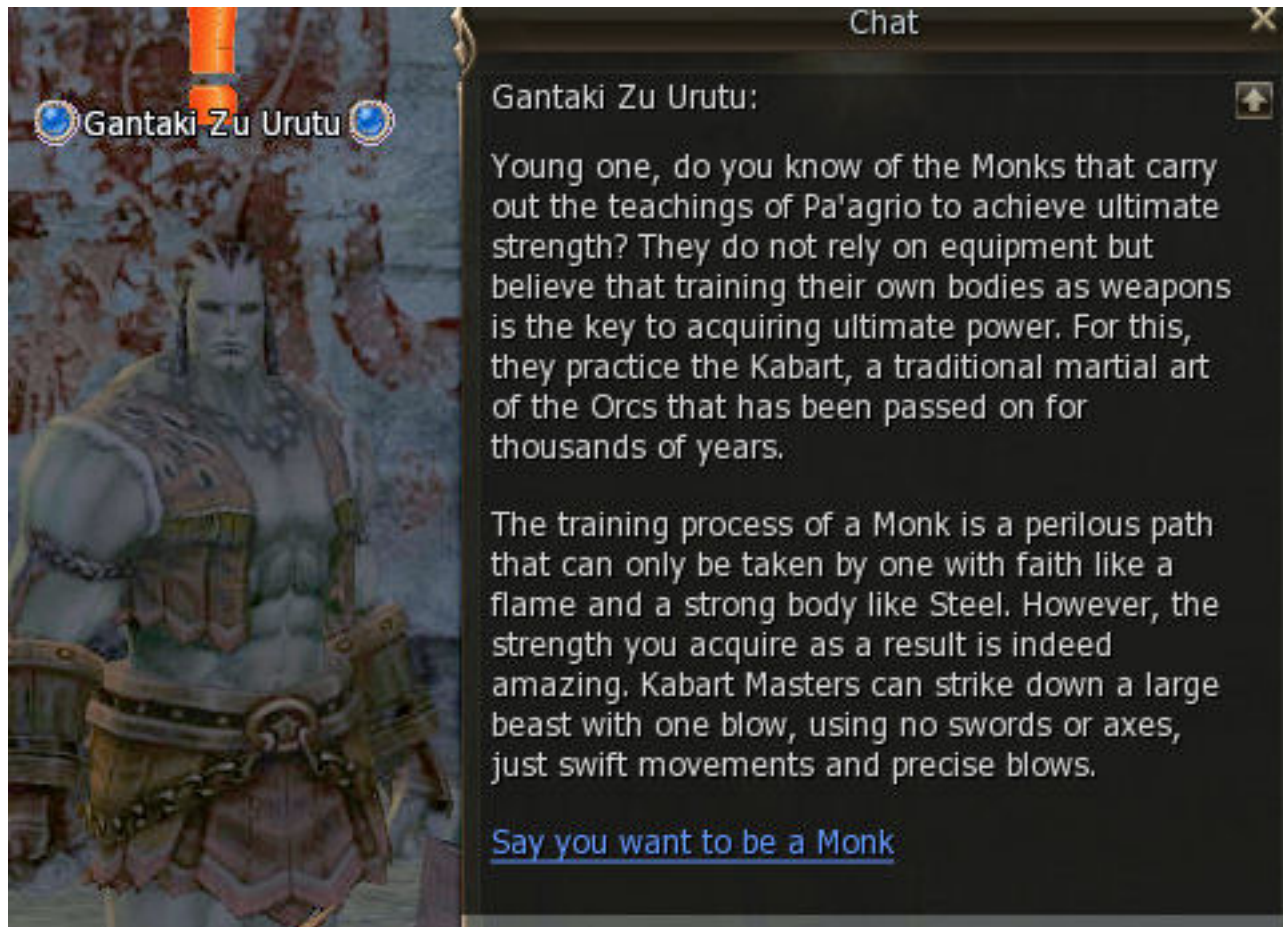 Chat
Gantaki Zu Urutu
Gantaki Zu Urutu:
Young one, do you know of the Monks that carry
out the teachings of Pa'agrio to achieve ultimate
strength? They do not rely on equipment but
believe that training their own bodies as weapons
is the key to acquiring ultimate power. For this,
they practice the Kabart, a traditional martial art
of the Orcs that has been passed on for
thousands of years.
The training process of a Monk is a perilous path
that can only be taken by one with faith like a
flame and a strong body like Steel. However, the
strength you acquire as a result is indeed
amazing. Kabart Masters can strike down a large
beast with one blow, using no swords or axes,
just swift movements and precise blows.
Say you want to be a Monk